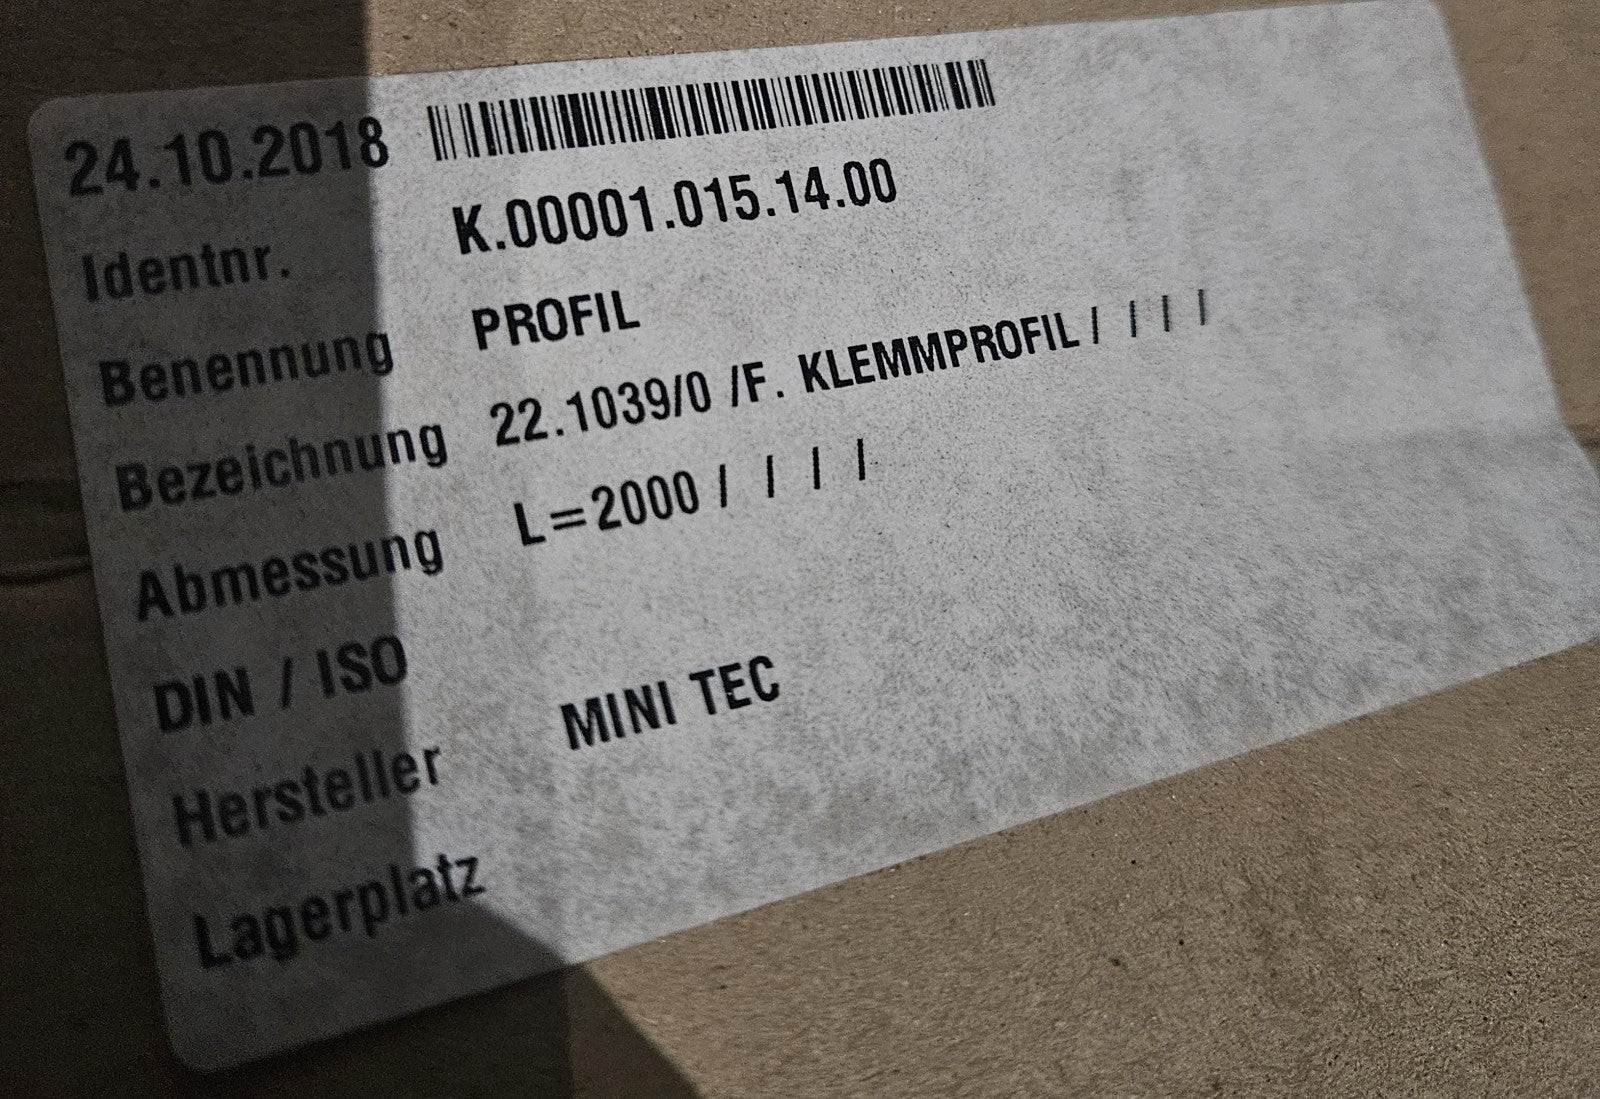 24.10.2018
Identnr. K.00001.015.14.00
Benennung PROFIL
Bezeichnung 22.1039/0 /F. KLEMMPROFIL / / / /
Abmessung L=2000 / / / /
DIN / ISO
Hersteller MINI TEC
Lagerplatz